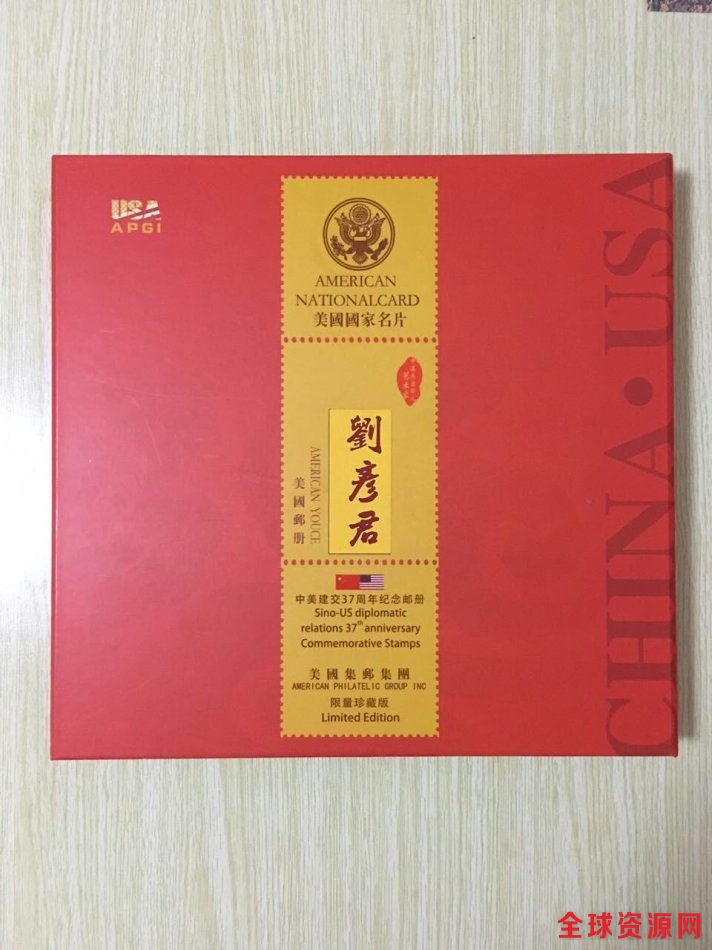 USA
APGI
AMERICAN
NATIONALCARD
美國國家名片
劉彥君
AMERICAN YOUCE
美國郵册
中美建交37周年纪念邮册
Sino-US diplomatic
relations 37th anniversary
Commemorative Stamps
美國集郵集團
AMERICAN PHILATELIC GROUP INC
限量珍藏版
Limited Edition
CHINA•USA
全球资源网